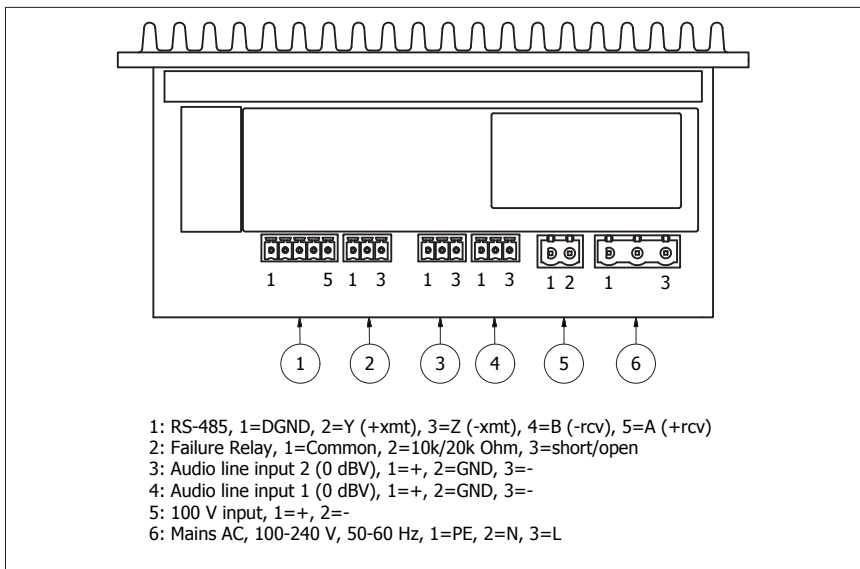 1 5 1 3 1 3 1 3 1 2 1 3
1 2 3 4 5 6
1: RS-485, 1=DGND, 2=Y (+xmt), 3=Z (-xmt), 4=B (-rcv), 5=A (+rcv)
2: Failure Relay, 1=Common, 2=10k/20k Ohm, 3=short/open
3: Audio line input 2 (0 dBV), 1=+, 2=GND, 3=-
4: Audio line input 1 (0 dBV), 1=+, 2=GND, 3=-
5: 100 V input, 1=+, 2=-
6: Mains AC, 100-240 V, 50-60 Hz, 1=PE, 2=N, 3=L